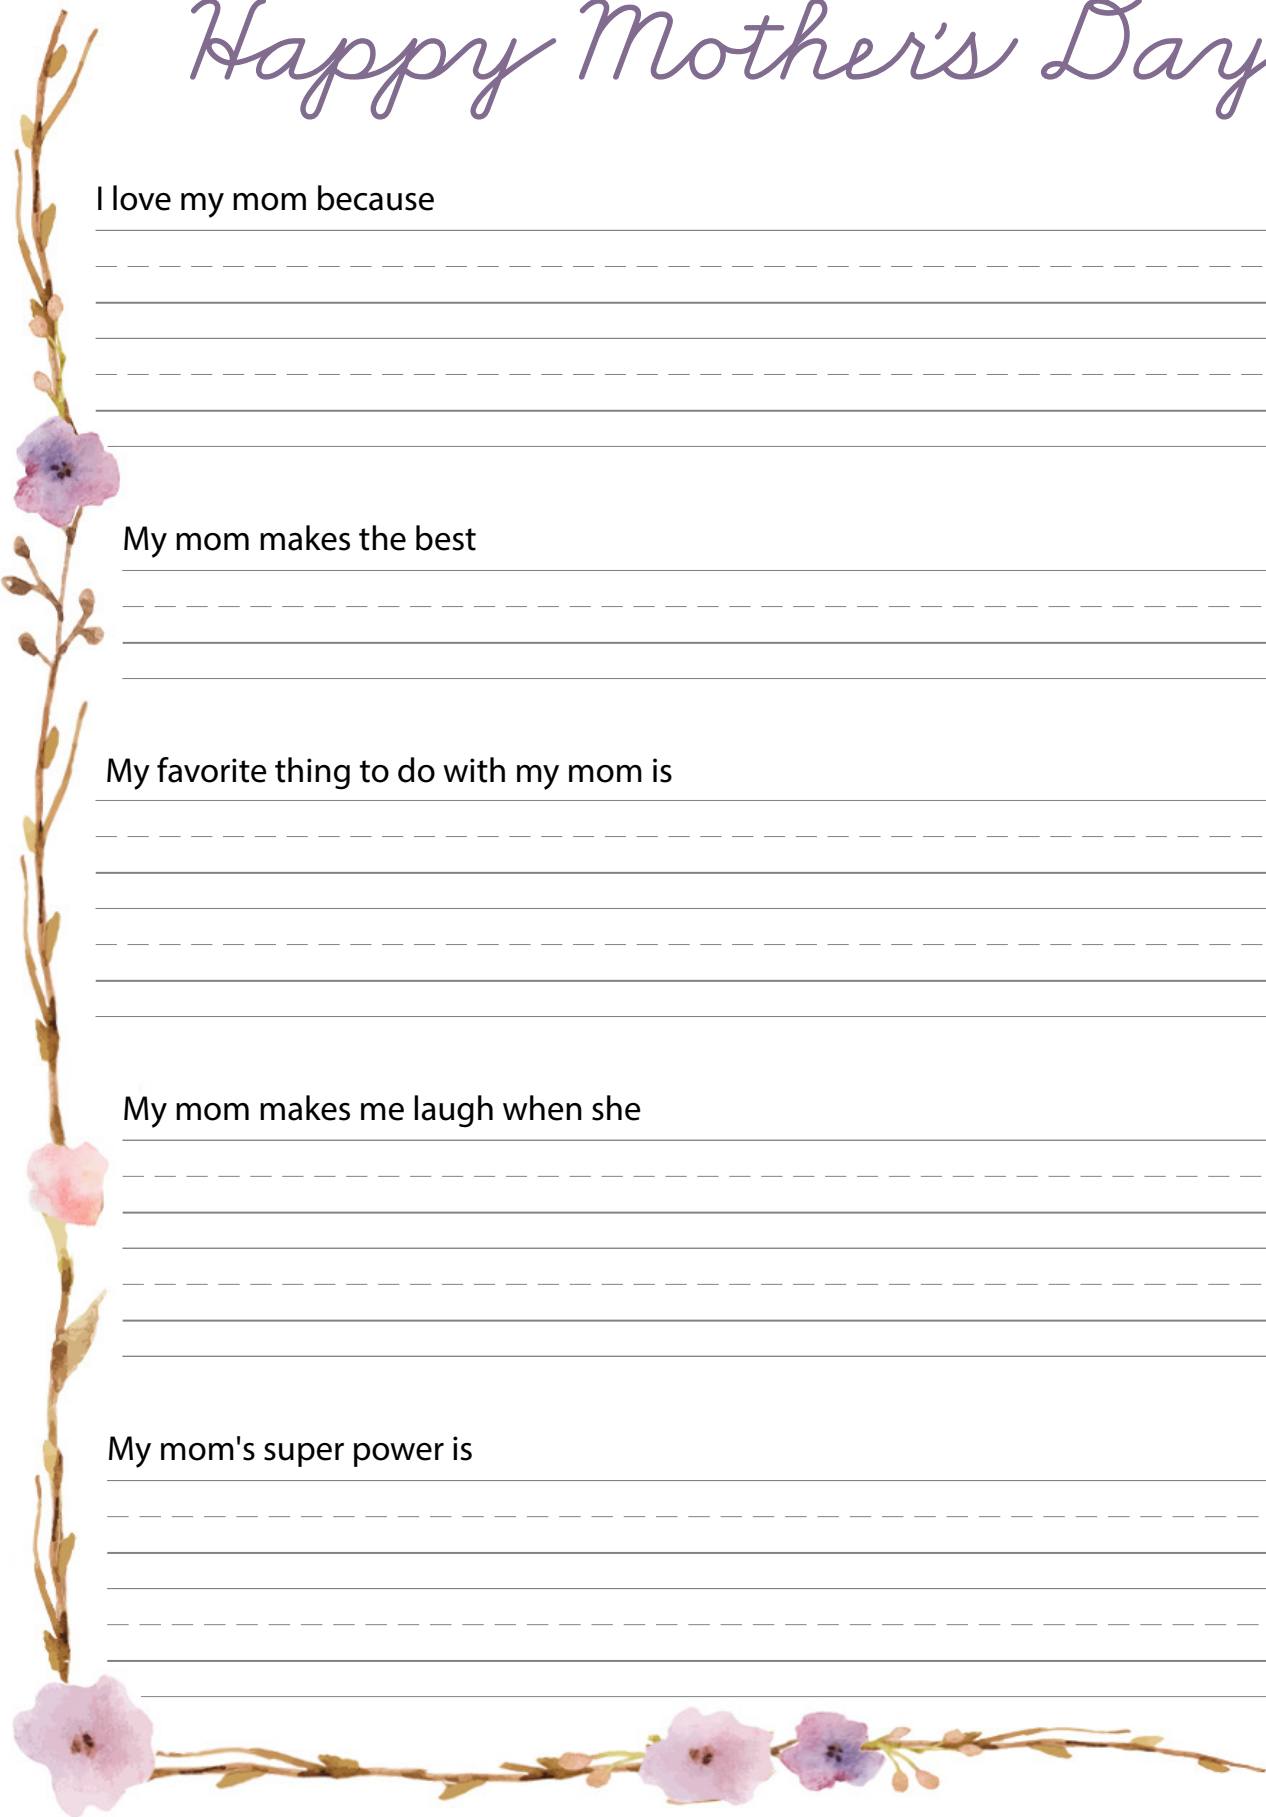 Happy Mother's Day
I love my mom because
My mom makes the best
My favorite thing to do with my mom is
My mom makes me laugh when she
My mom's super power is